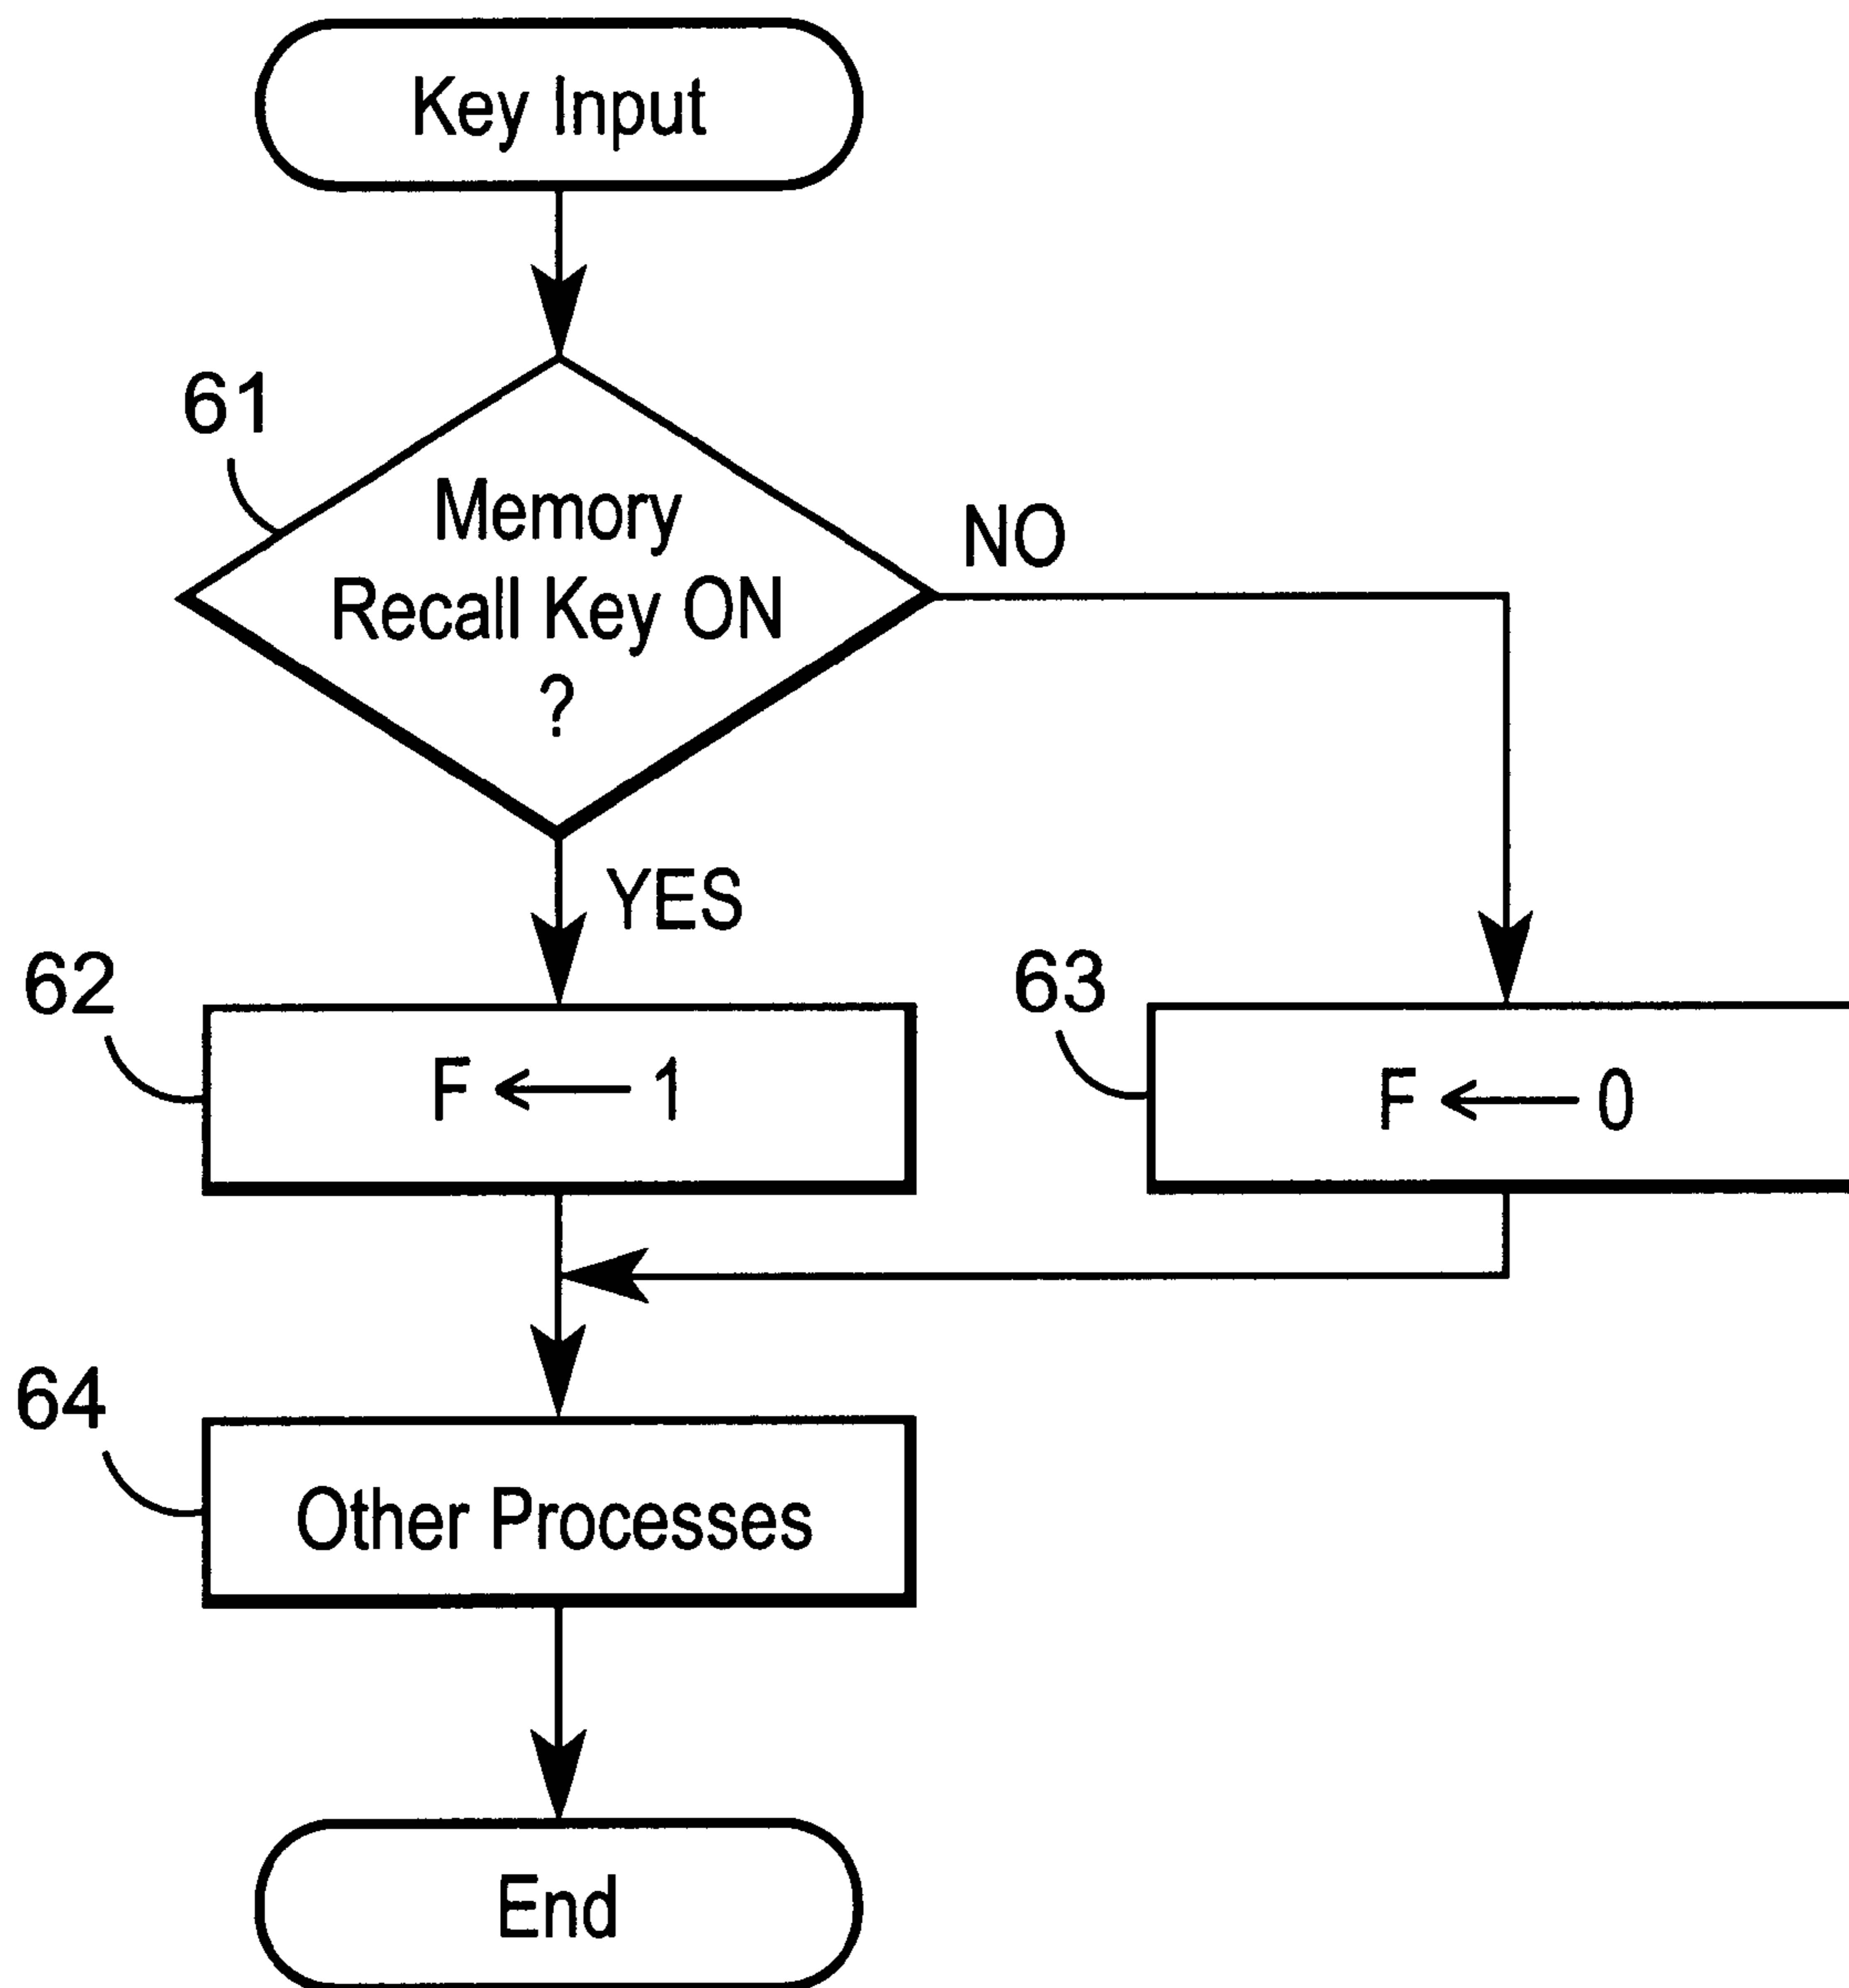 Key Input
61
Memory
Recall Key ON
?
NO
YES
62
F ← 1
63
F ← 0
64
Other Processes
End